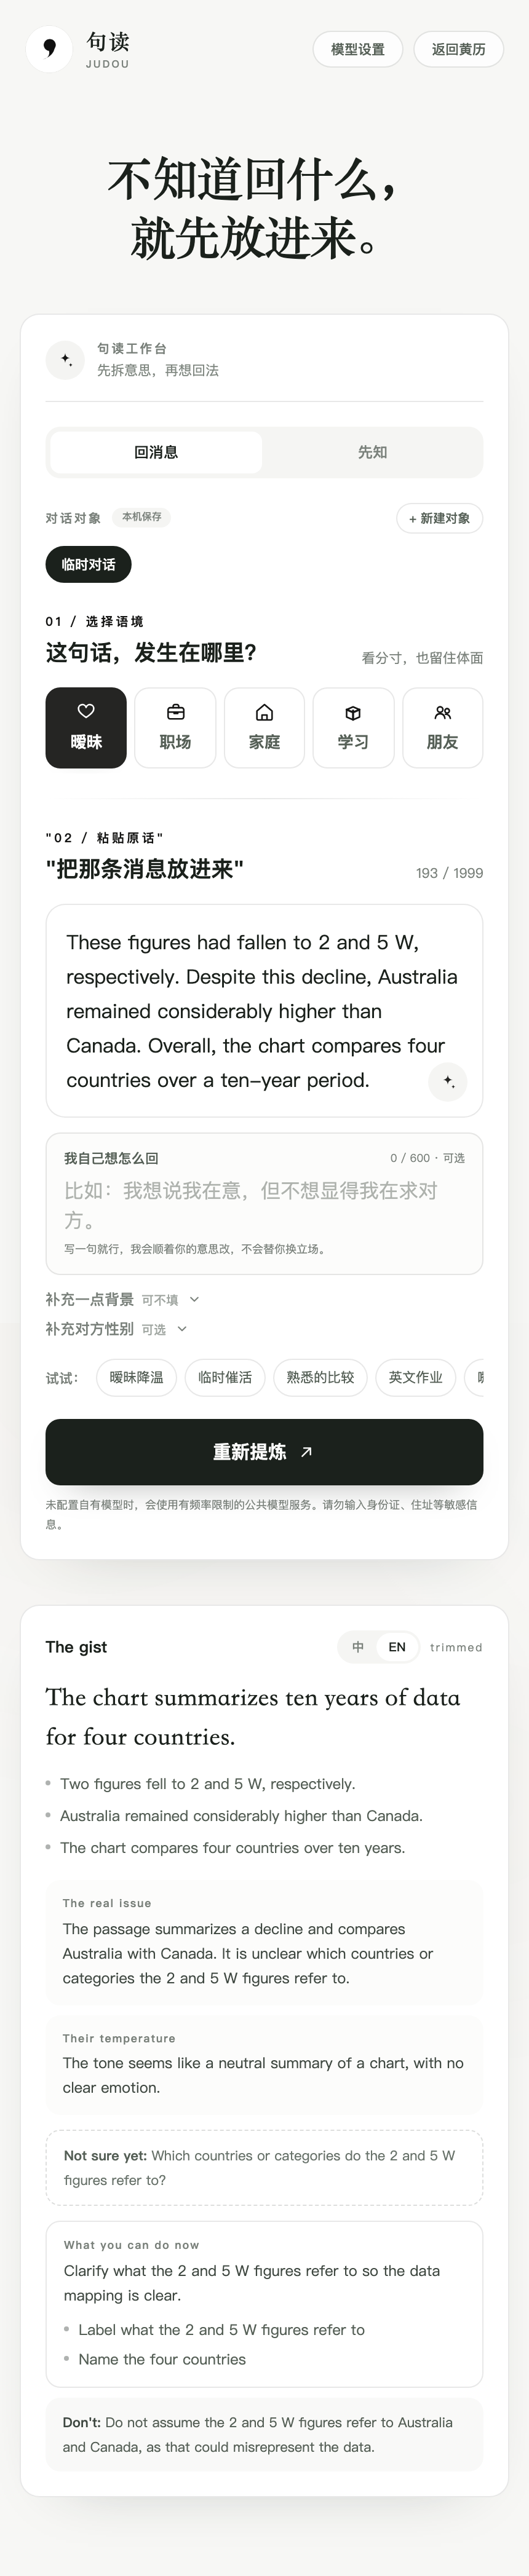 句读
JUDOU
模型设置
返回黄历
不知道回什么，
就先放进来。
句读工作台
先拆意思，再想回法
回消息
先知
对话对象
本机保存
+ 新建对象
临时对话
01 / 选择语境
这句话，发生在哪里？
看分寸，也留住体面
暧昧
职场
家庭
学习
朋友
"02 / 粘贴原话"
"把那条消息放进来"
193 / 1999
These figures had fallen to 2 and 5 W,
respectively. Despite this decline, Australia
remained considerably higher than
Canada. Overall, the chart compares four
countries over a ten-year period.
我自己想怎么回
0 / 600 · 可选
比如：我想说我在意，但不想显得我在求对
方。
写一句就行，我会顺着你的意思改，不会替你换立场。
补充一点背景 可不填
补充对方性别 可选
试试：
暧昧降温
临时催活
熟悉的比较
英文作业
重新提炼
未配置自有模型时，会使用有频率限制的公共模型服务。请勿输入身份证、住址等敏感信
息。
The gist
中
EN
trimmed
The chart summarizes ten years of data
for four countries.
Two figures fell to 2 and 5 W, respectively.
Australia remained considerably higher than Canada.
The chart compares four countries over ten years.
The real issue
The passage summarizes a decline and compares
Australia with Canada. It is unclear which countries or
categories the 2 and 5 W figures refer to.
Their temperature
The tone seems like a neutral summary of a chart, with no
clear emotion.
Not sure yet: Which countries or categories do the 2 and 5 W
figures refer to?
What you can do now
Clarify what the 2 and 5 W figures refer to so the data
mapping is clear.
Label what the 2 and 5 W figures refer to
Name the four countries
Don't: Do not assume the 2 and 5 W figures refer to Australia
and Canada, as that could misrepresent the data.